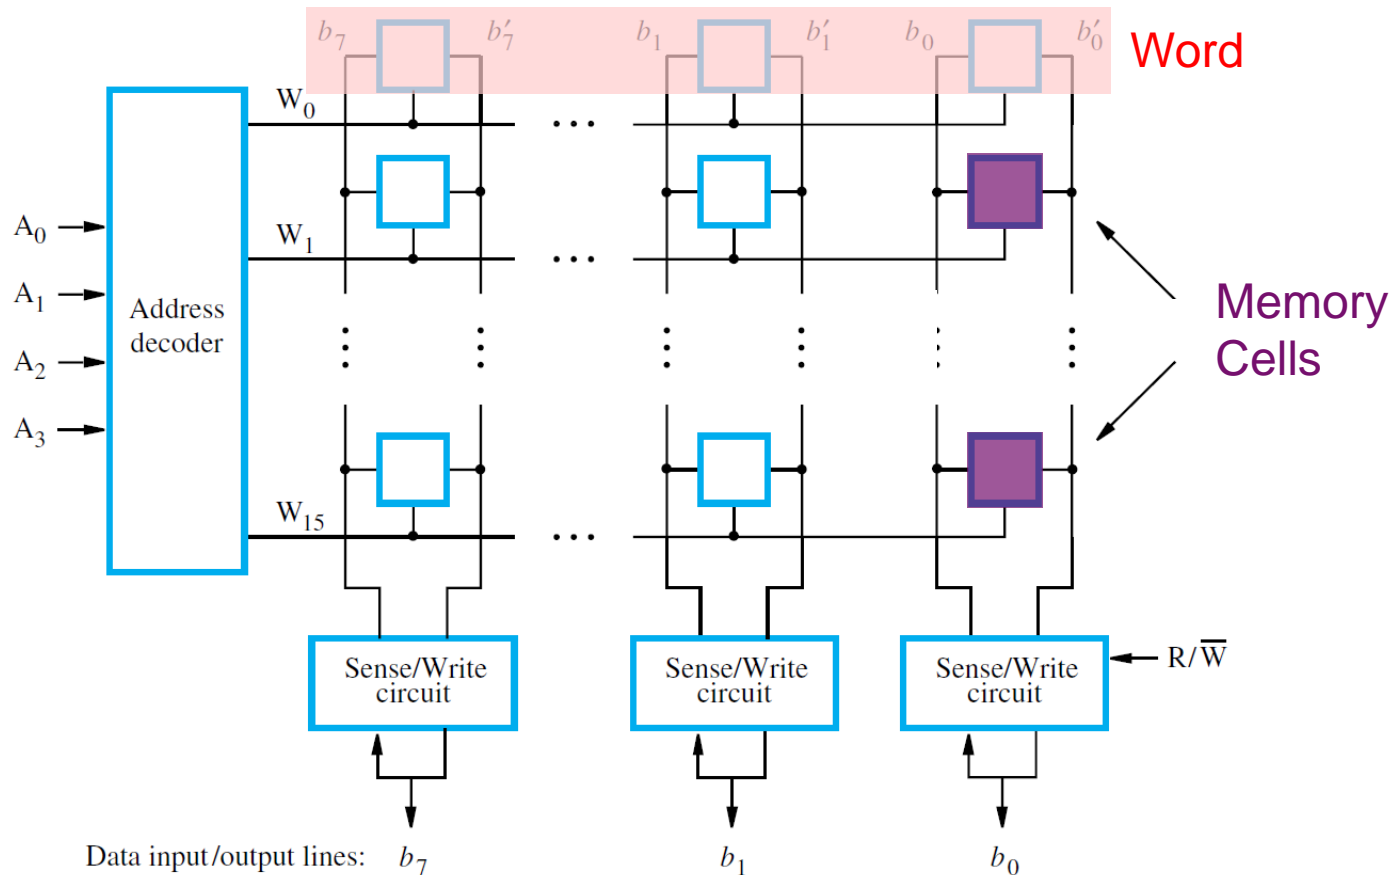 b₇ b′₇ b₁ b′₁ b₀ b′₀ Word
W₀
• • •
A₀
W₁
• • •
A₁
Address
decoder
Memory
Cells
A₂
A₃
W₁₅
• • •
Sense/Write
circuit
Sense/Write
circuit
Sense/Write
circuit
R/W̅
Data input/output lines: b₇ b₁ b₀